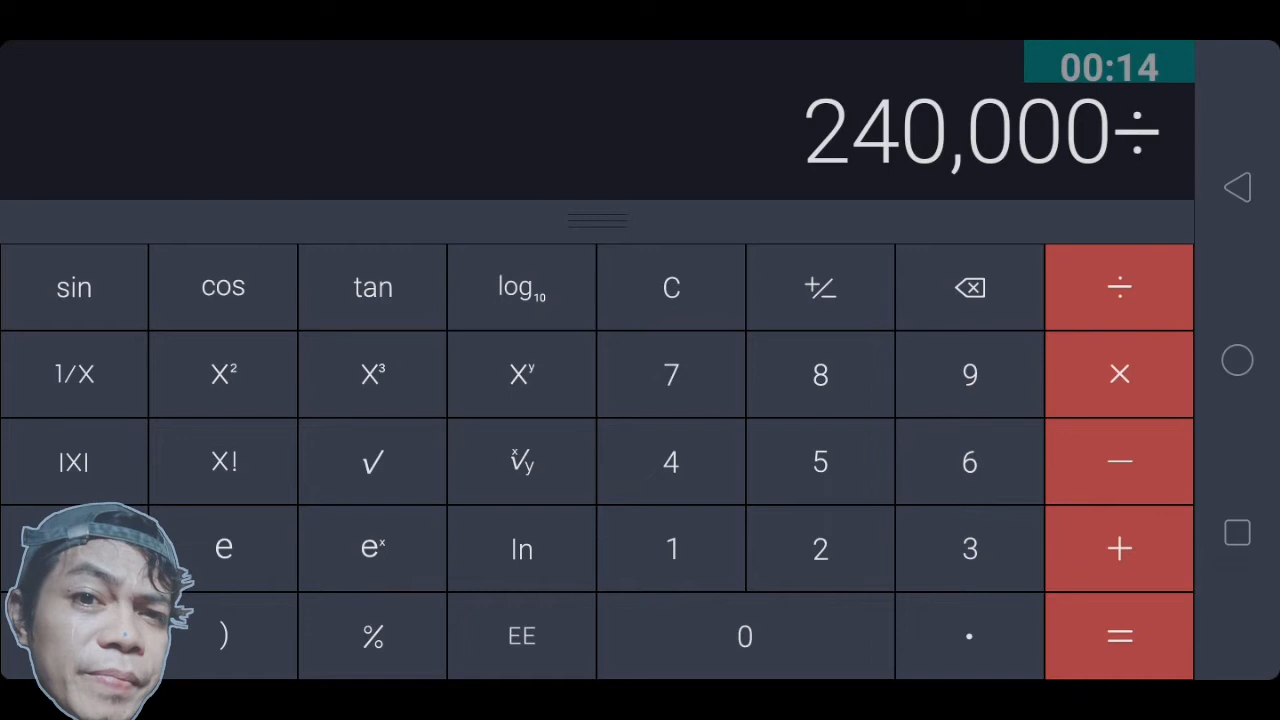 00:14
240,000÷
sin cos tan log10 C +/− ÷
1/X X² X³ Xʸ 7 8 9 ×
|X| X! √ ˣ√y 4 5 6 −
e eˣ ln 1 2 3 +
) % EE 0 . =